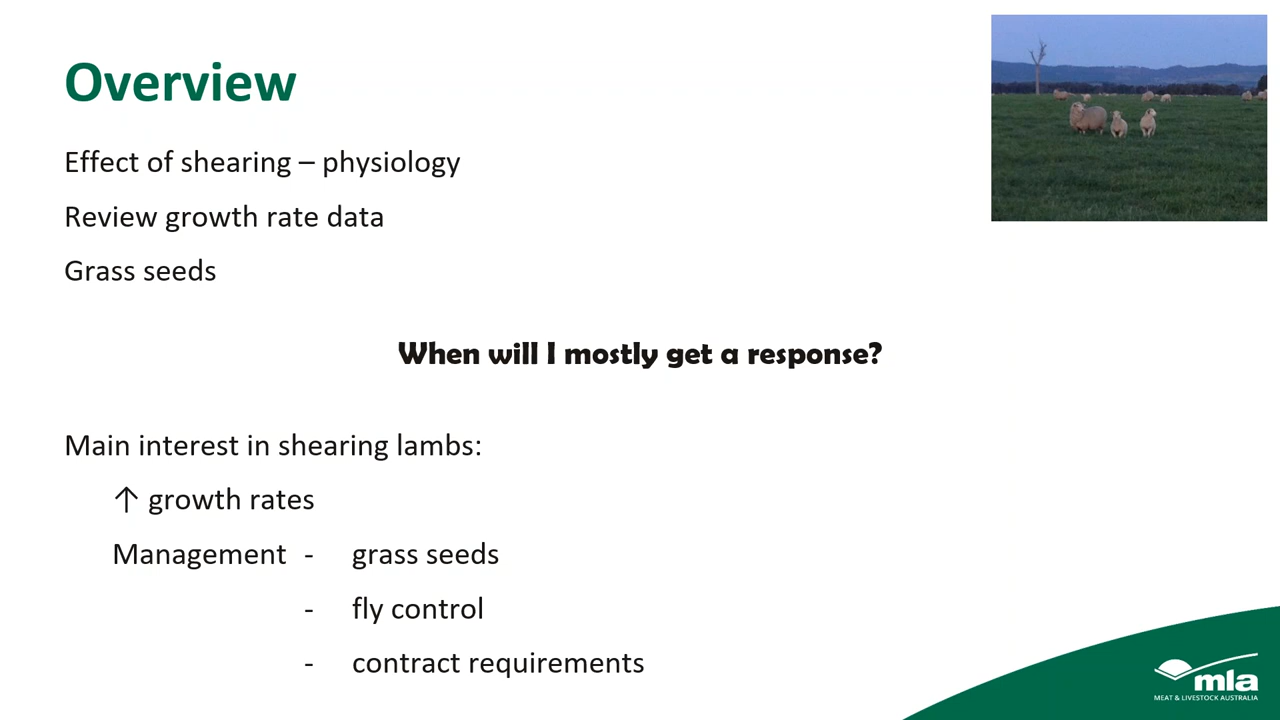 Overview
Effect of shearing – physiology
Review growth rate data
Grass seeds
When will I mostly get a response?
Main interest in shearing lambs:
↑ growth rates
Management - grass seeds
- fly control
- contract requirements
mla
MEAT & LIVESTOCK AUSTRALIA